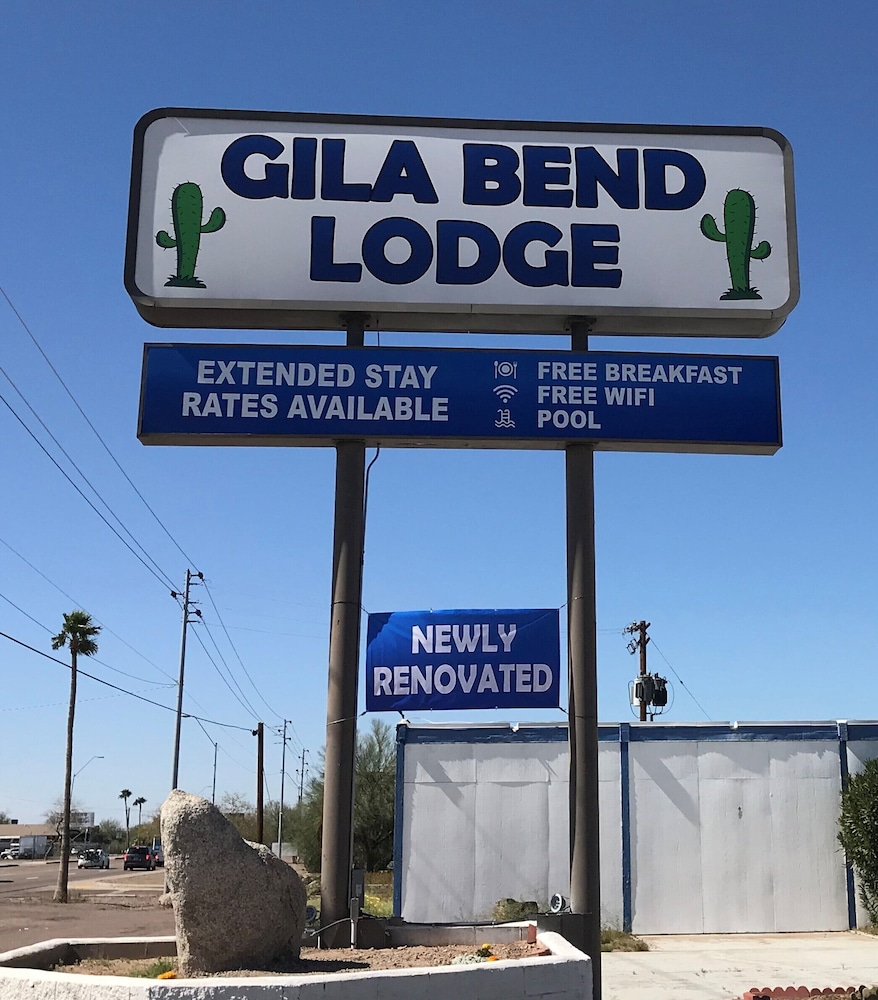 GILA BEND
LODGE
EXTENDED STAY
RATES AVAILABLE
FREE BREAKFAST
FREE WIFI
POOL
NEWLY
RENOVATED